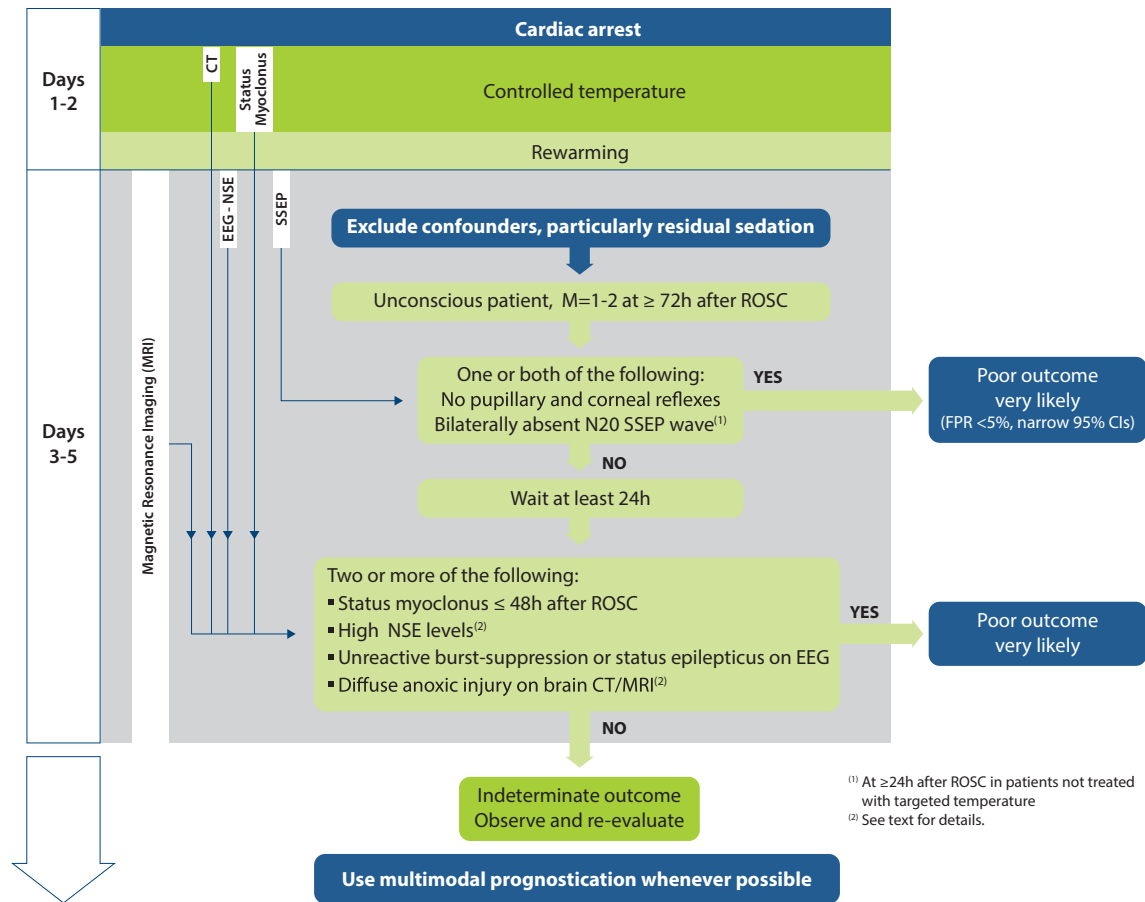 Cardiac arrest
Days
1-2
CT
Status
Myoclonus
Controlled temperature
Rewarming
Days
3-5
Magnetic Resonance Imaging (MRI)
EEG - NSE
SSEP
Exclude confounders, particularly residual sedation
Unconscious patient, M=1-2 at ≥ 72h after ROSC
One or both of the following:
No pupillary and corneal reflexes
Bilaterally absent N20 SSEP wave(1)
YES
Poor outcome
very likely
(FPR <5%, narrow 95% CIs)
NO
Wait at least 24h
Two or more of the following:
▪ Status myoclonus ≤ 48h after ROSC
▪ High NSE levels(2)
▪ Unreactive burst-suppression or status epilepticus on EEG
▪ Diffuse anoxic injury on brain CT/MRI(2)
YES
Poor outcome
very likely
NO
Indeterminate outcome
Observe and re-evaluate
(1) At ≥24h after ROSC in patients not treated
with targeted temperature
(2) See text for details.
Use multimodal prognostication whenever possible